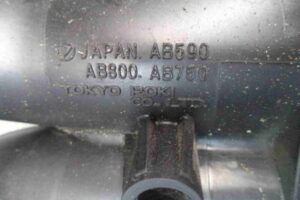 JAPAN. AB590
AB800. AB750
TOKYO ROKI
CO. LTD.